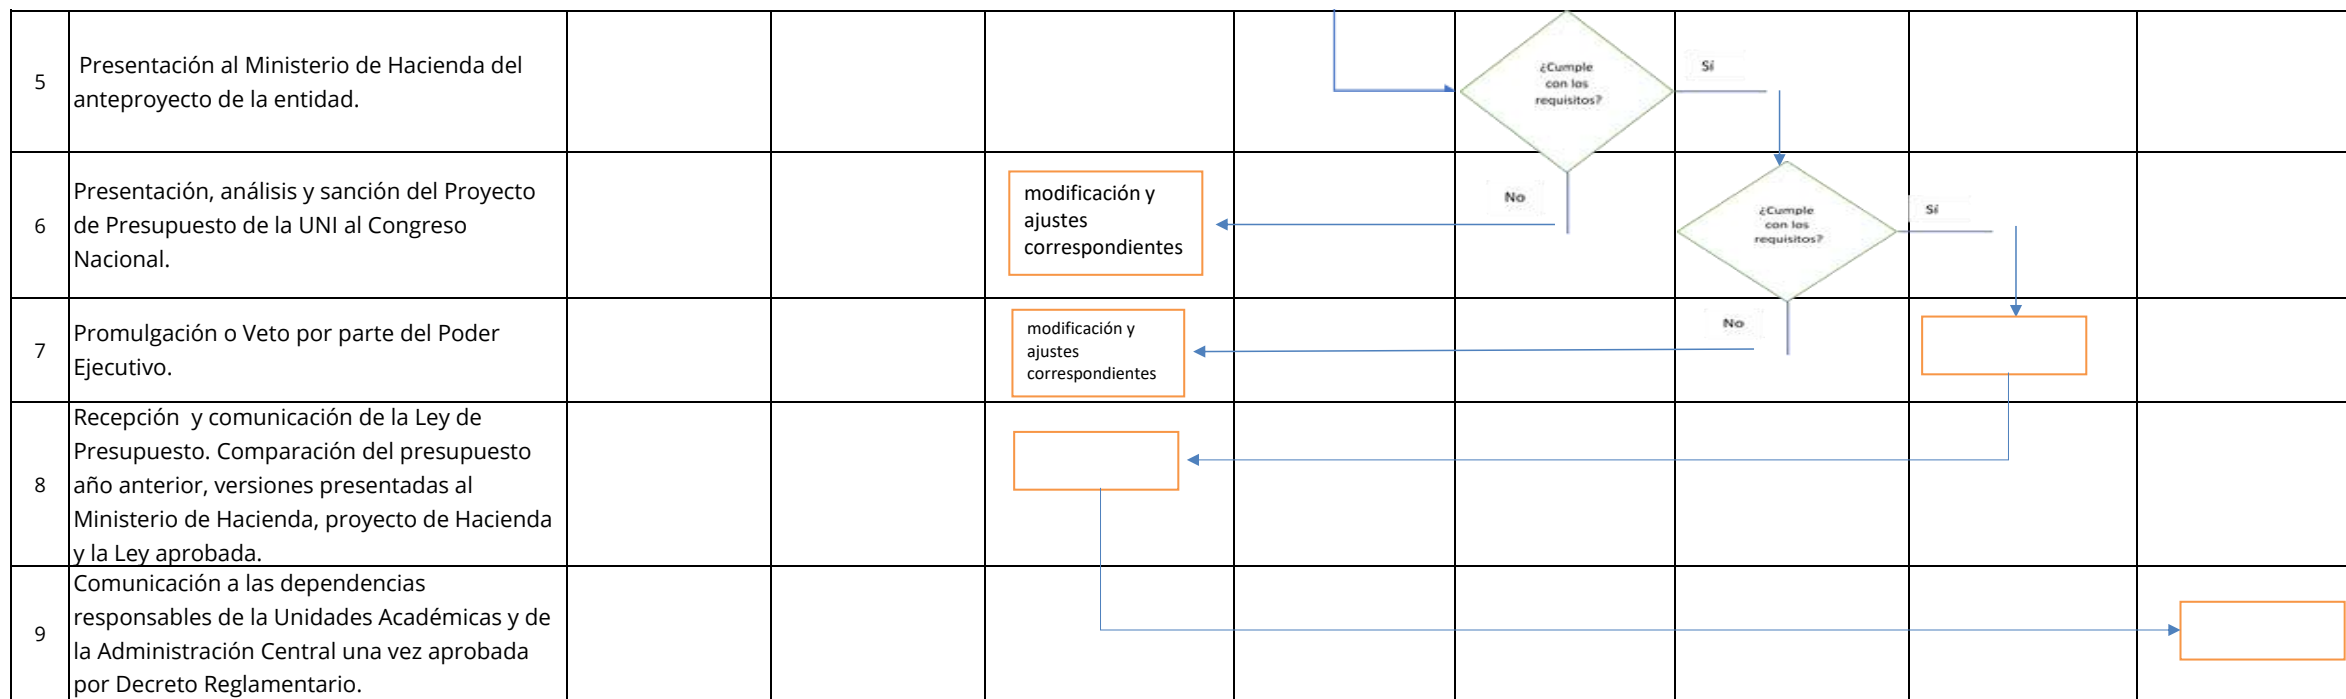 5
Presentación al Ministerio de Hacienda del
anteproyecto de la entidad.
¿Cumple
con los
requisitos?
Sí
6
Presentación, análisis y sanción del Proyecto
de Presupuesto de la UNI al Congreso
Nacional.
modificación y
ajustes
correspondientes
No
¿Cumple
con los
requisitos?
Sí
7
Promulgación o Veto por parte del Poder
Ejecutivo.
modificación y
ajustes
correspondientes
No
8
Recepción y comunicación de la Ley de
Presupuesto. Comparación del presupuesto
año anterior, versiones presentadas al
Ministerio de Hacienda, proyecto de Hacienda
y la Ley aprobada.
9
Comunicación a las dependencias
responsables de la Unidades Académicas y de
la Administración Central una vez aprobada
por Decreto Reglamentario.